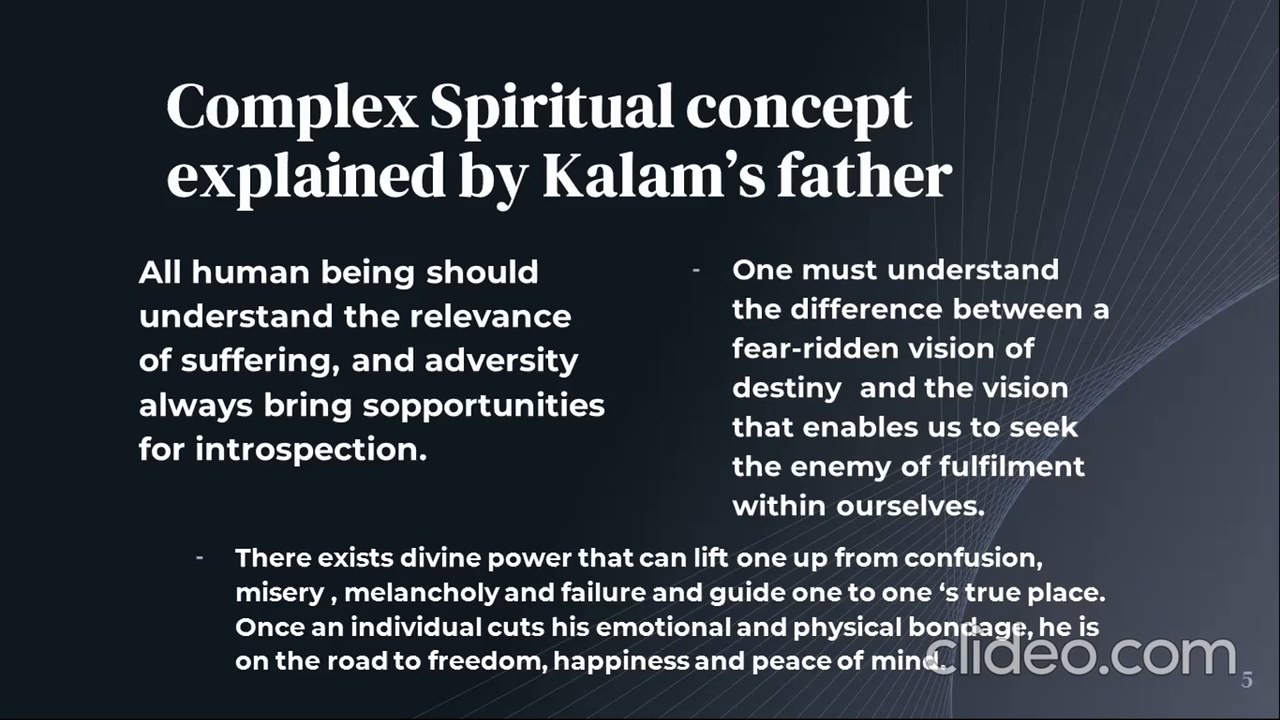 Complex Spiritual concept
explained by Kalam’s father
All human being should
understand the relevance
of suffering, and adversity
always bring sopportunities
for introspection.
- One must understand
the difference between a
fear-ridden vision of
destiny  and the vision
that enables us to seek
the enemy of fulfilment
within ourselves.
- There exists divine power that can lift one up from confusion,
misery , melancholy and failure and guide one to one ‘s true place.
Once an individual cuts his emotional and physical bondage, he is
on the road to freedom, happiness and peace of mind.
clideo.com
5